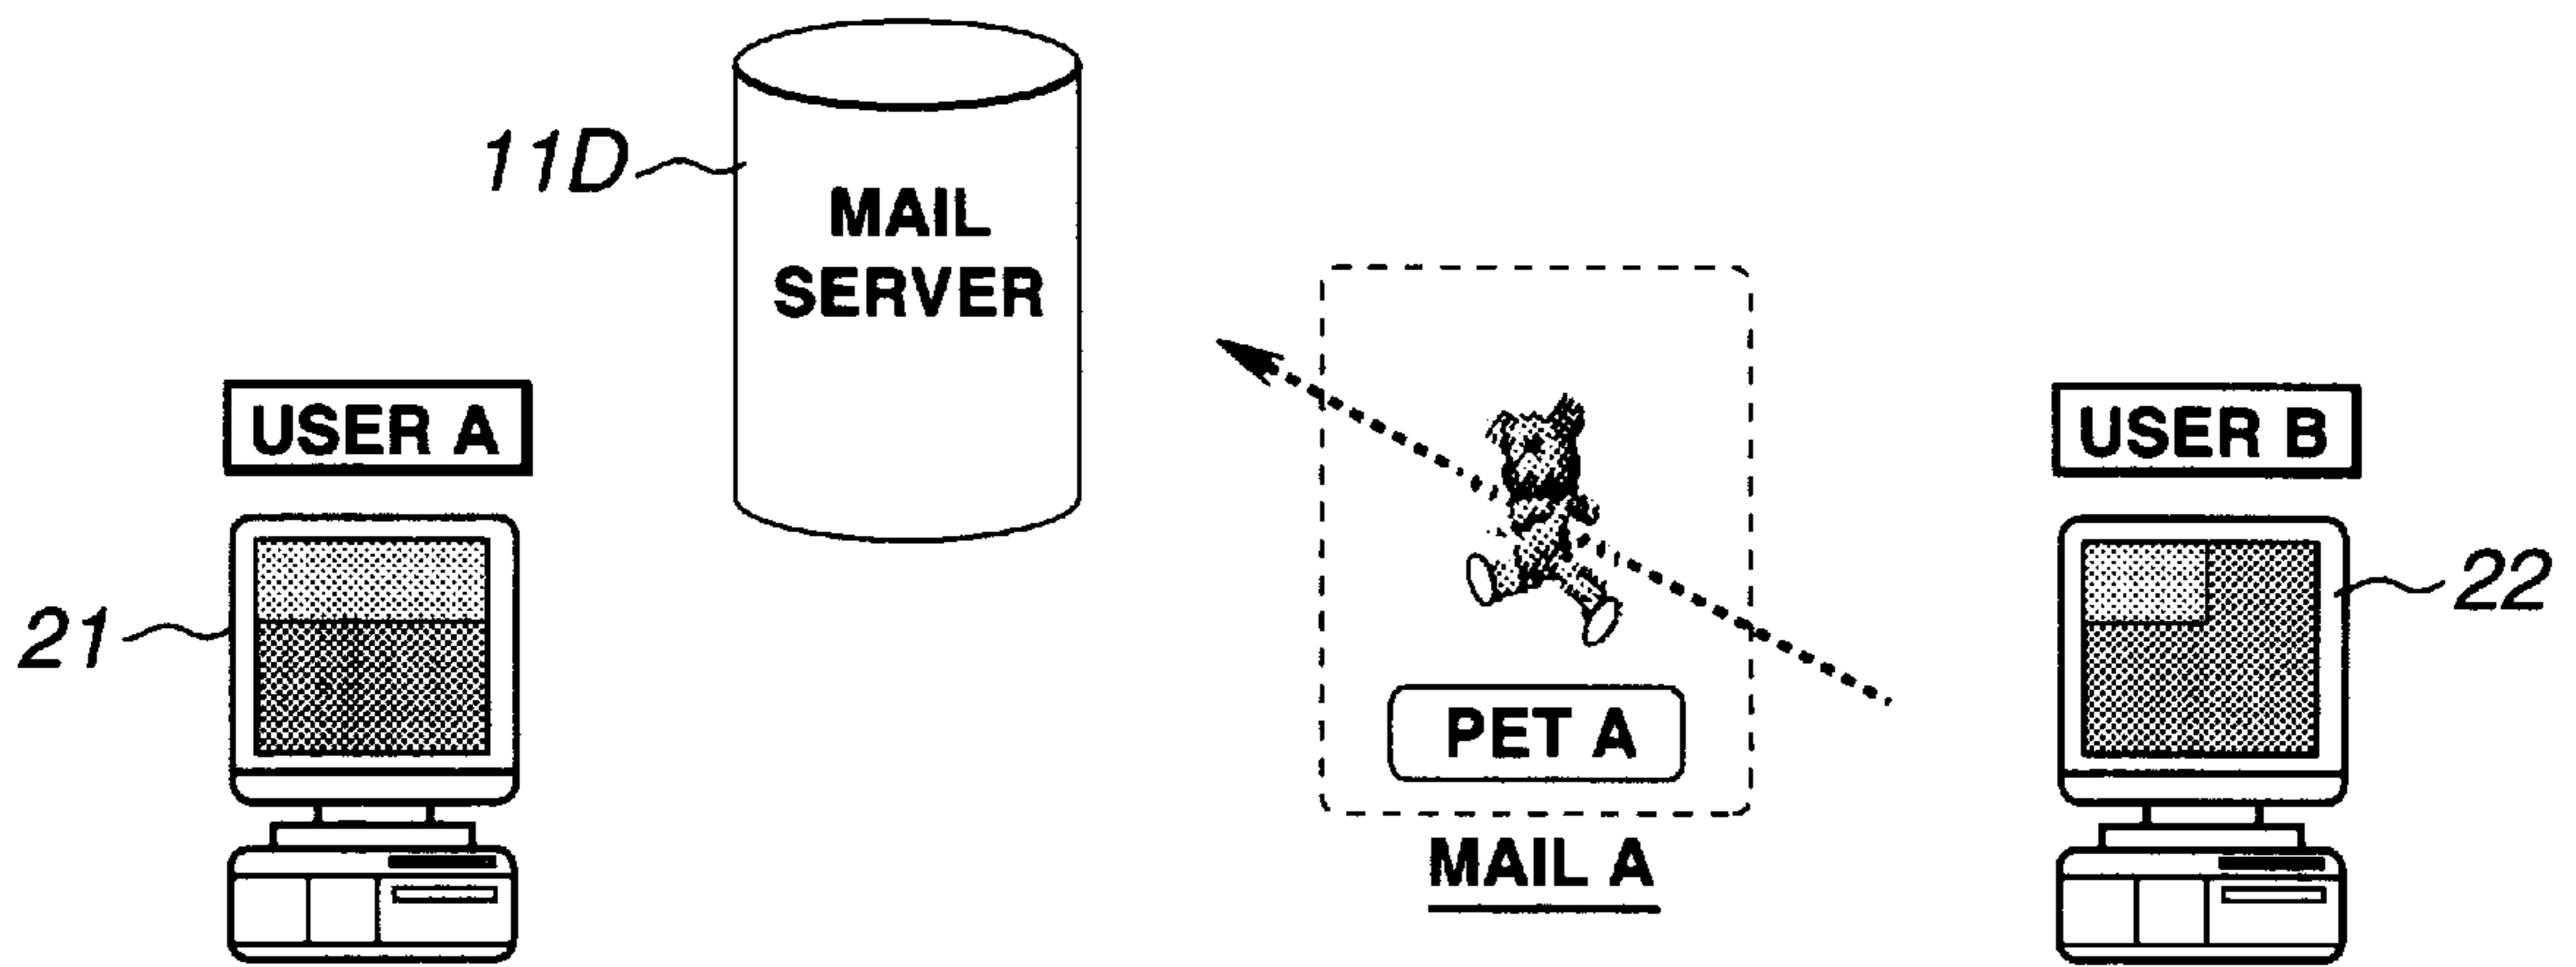 11D
MAIL
SERVER
USER A
USER B
21
22
PET A
MAIL A